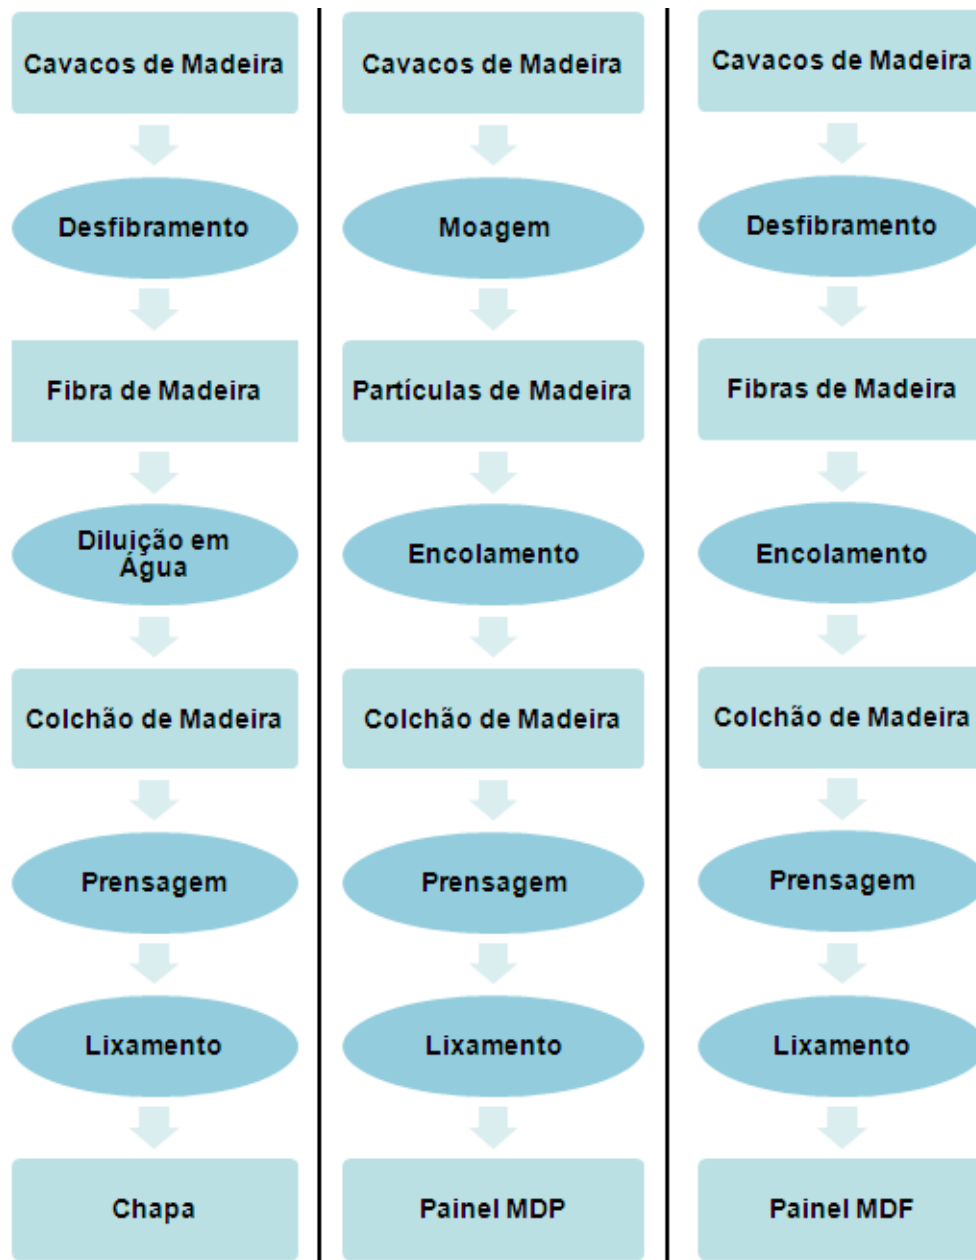 Cavacos de Madeira
Desfibramento
Fibra de Madeira
Diluição em
Água
Colchão de Madeira
Prensagem
Lixamento
Chapa
Cavacos de Madeira
Moagem
Partículas de Madeira
Encolamento
Colchão de Madeira
Prensagem
Lixamento
Painel MDP
Cavacos de Madeira
Desfibramento
Fibras de Madeira
Encolamento
Colchão de Madeira
Prensagem
Lixamento
Painel MDF